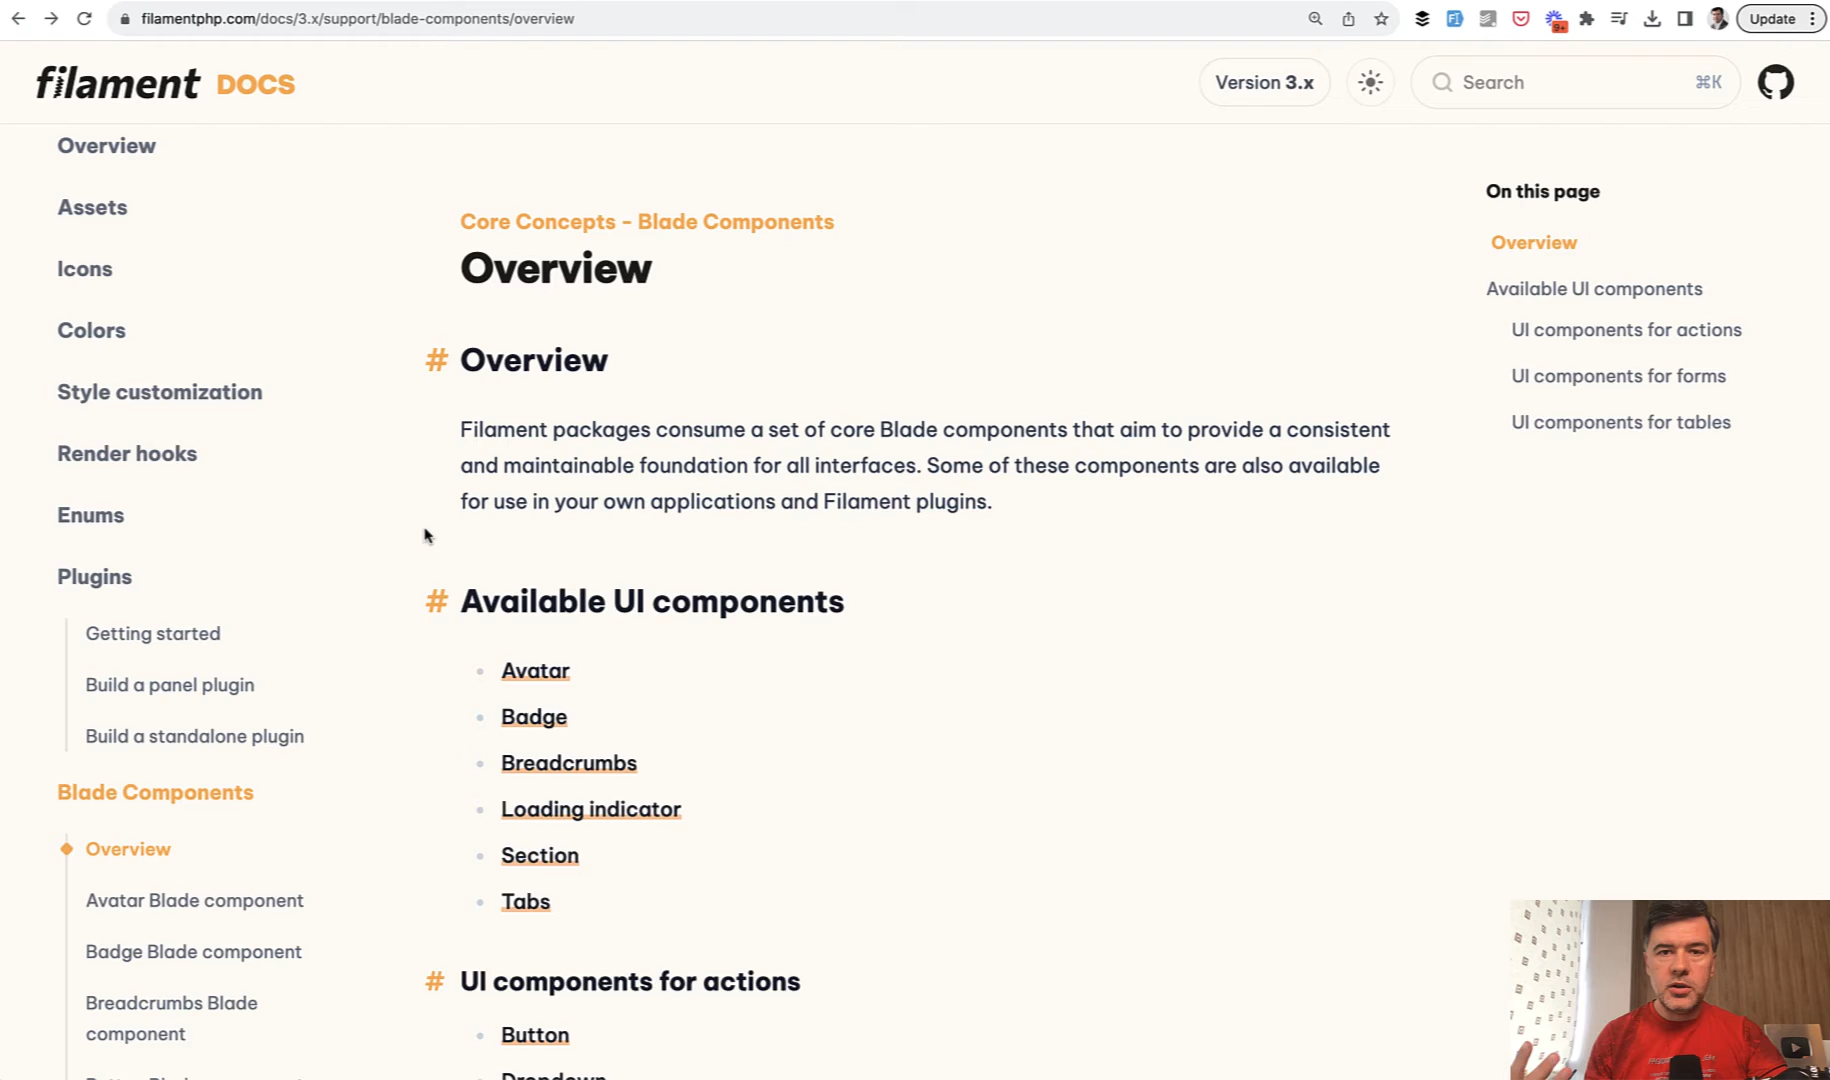 filamentphp.com/docs/3.x/support/blade-components/overview
9+
Update
filament DOCS
Version 3.x
Search
⌘K
Overview
Assets
Icons
Colors
Style customization
Render hooks
Enums
Plugins
Getting started
Build a panel plugin
Build a standalone plugin
Blade Components
Overview
Avatar Blade component
Badge Blade component
Breadcrumbs Blade
component
Core Concepts - Blade Components
Overview
# Overview
Filament packages consume a set of core Blade components that aim to provide a consistent
and maintainable foundation for all interfaces. Some of these components are also available
for use in your own applications and Filament plugins.
# Available UI components
Avatar
Badge
Breadcrumbs
Loading indicator
Section
Tabs
# UI components for actions
Button
Dropdown
On this page
Overview
Available UI components
UI components for actions
UI components for forms
UI components for tables